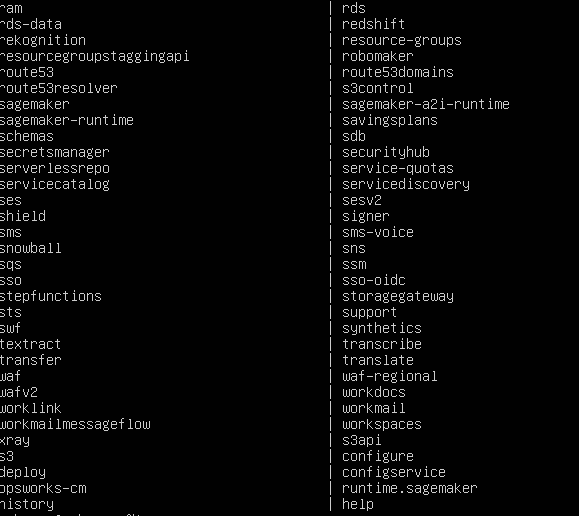 ram | rds
rds-data | redshift
rekognition | resource-groups
resourcegroupstaggingapi | robomaker
route53 | route53domains
route53resolver | s3control
sagemaker | sagemaker-a2i-runtime
sagemaker-runtime | savingsplans
schemas | sdb
secretsmanager | securityhub
serverlessrepo | service-quotas
servicecatalog | servicediscovery
ses | sesv2
shield | signer
sms | sms-voice
snowball | sns
sqs | ssm
sso | sso-oidc
stepfunctions | storagegateway
sts | support
swf | synthetics
textract | transcribe
transfer | translate
waf | waf-regional
wafv2 | workdocs
worklink | workmail
workmailmessageflow | workspaces
xray | s3api
s3 | configure
deploy | configservice
opsworks-cm | runtime.sagemaker
history | help